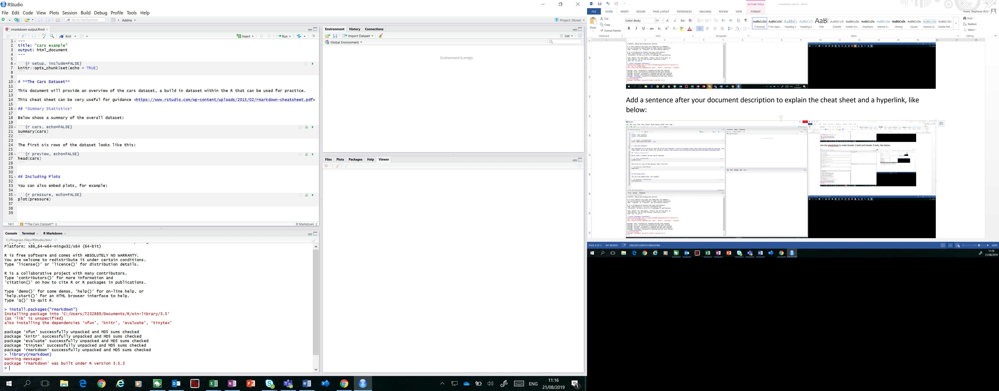 RStudio
File Edit Code View Plots Session Build Debug Profile Tools Help
Go to file/function
Addins
Project: (None)
rmarkdown output.Rmd
Knit
Insert
Run
1 ---
2 title: "cars example"
3 output: html_document
4 ---
5
6 ```{r setup, include=FALSE}
7 knitr::opts_chunk$set(echo = TRUE)
8 ```
9
10 # **The Cars Dataset**
11
12 This document will provide an overview of the cars dataset, a build in dataset within the R that can be used for practice.
13
14 This cheat sheet can be very useful for guidance <https://www.rstudio.com/wp-content/uploads/2015/02/rmarkdown-cheatsheet.pdf>
15
16 ## *Summary Statistics*
17
18 Below shows a summary of the overall dataset:
19
20 ```{r cars, echo=FALSE}
21 summary(cars)
22 ```
23
24 The first six rows of the dataset looks like this:
25
26 ```{r preview, echo=FALSE}
27 head(cars)
28 ```
29
30
31 ## Including Plots
32
33 You can also embed plots, for example:
34
35 ```{r pressure, echo=FALSE}
36 plot(pressure)
37 ```
38
39
14:1 **The Cars Dataset** R Markdown
Console Terminal R Markdown
C:/Program Files/RStudio/bin/
Platform: x86_64-w64-mingw32/x64 (64-bit)
R is free software and comes with ABSOLUTELY NO WARRANTY.
You are welcome to redistribute it under certain conditions.
Type 'license()' or 'licence()' for distribution details.
R is a collaborative project with many contributors.
Type 'contributors()' for more information and
'citation()' on how to cite R or R packages in publications.
Type 'demo()' for some demos, 'help()' for on-line help, or
'help.start()' for an HTML browser interface to help.
Type 'q()' to quit R.
> install.packages("rmarkdown")
Installing package into ‘C:/Users/7232889/Documents/R/win-library/3.5’
(as ‘lib’ is unspecified)
also installing the dependencies ‘xfun’, ‘knitr’, ‘evaluate’, ‘tinytex’
package ‘xfun’ successfully unpacked and MD5 sums checked
package ‘knitr’ successfully unpacked and MD5 sums checked
package ‘evaluate’ successfully unpacked and MD5 sums checked
package ‘tinytex’ successfully unpacked and MD5 sums checked
package ‘rmarkdown’ successfully unpacked and MD5 sums checked
> library(rmarkdown)
Warning message:
package ‘rmarkdown’ was built under R version 3.5.3
>
Environment History Connections
Import Dataset
List
Global Environment
Environment is empty
Files Plots Packages Help Viewer
ENG
11:16
21/08/2019
1
PICTURE TOOLS
rmarkdwon demo - Word
FILE HOME INSERT DESIGN PAGE LAYOUT REFERENCES MAILINGS REVIEW VIEW FORMAT
Hoare, Stephanie (RIS)
Paste
Cut
Copy
Format Painter
Calibri (Body) 11
1 Normal 1 No Spac... Heading 1 Heading 2 Title Subtitle Subtle Em... Emphasis Intense E... Strong Quote Intense Q... Subtle Ref...
Find
Replace
Select
Clipboard Font Paragraph Styles Editing
Add a sentence after your document description to explain the cheat sheet and a hyperlink, like
below:
Use the cheatsheet to make Header 1 bold and Header 2 italic, like below:
PAGE 4 OF 5 301 WORDS ENGLISH (UNITED KINGDOM)
240%
11:16
21/08/2019